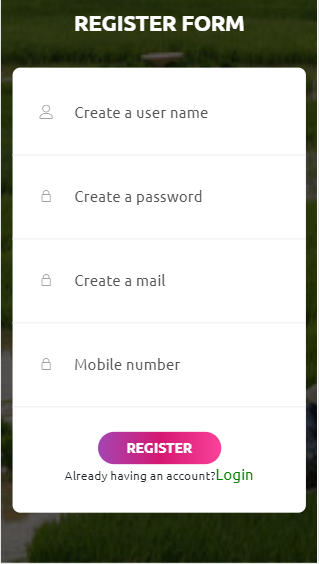 REGISTER FORM
Create a user name
Create a password
Create a mail
Mobile number
REGISTER
Already having an account?Login